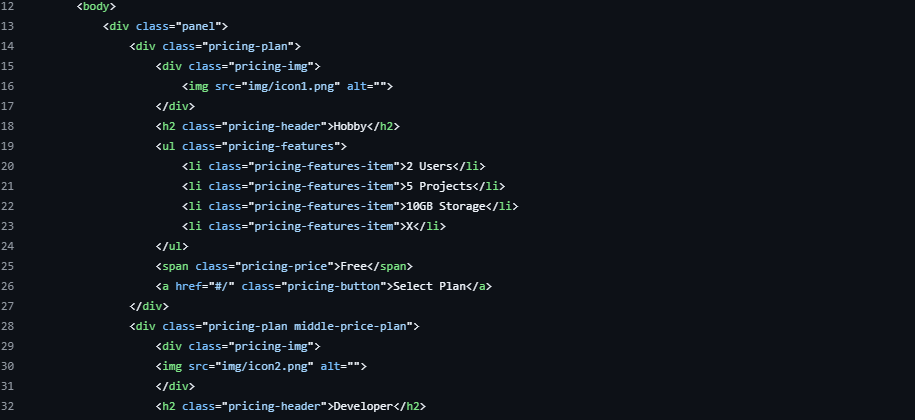 12 <body>
13 <div class="panel">
14 <div class="pricing-plan">
15 <div class="pricing-img">
16 <img src="img/icon1.png" alt="">
17 </div>
18 <h2 class="pricing-header">Hobby</h2>
19 <ul class="pricing-features">
20 <li class="pricing-features-item">2 Users</li>
21 <li class="pricing-features-item">5 Projects</li>
22 <li class="pricing-features-item">10GB Storage</li>
23 <li class="pricing-features-item">X</li>
24 </ul>
25 <span class="pricing-price">Free</span>
26 <a href="#/" class="pricing-button">Select Plan</a>
27 </div>
28 <div class="pricing-plan middle-price-plan">
29 <div class="pricing-img">
30 <img src="img/icon2.png" alt="">
31 </div>
32 <h2 class="pricing-header">Developer</h2>